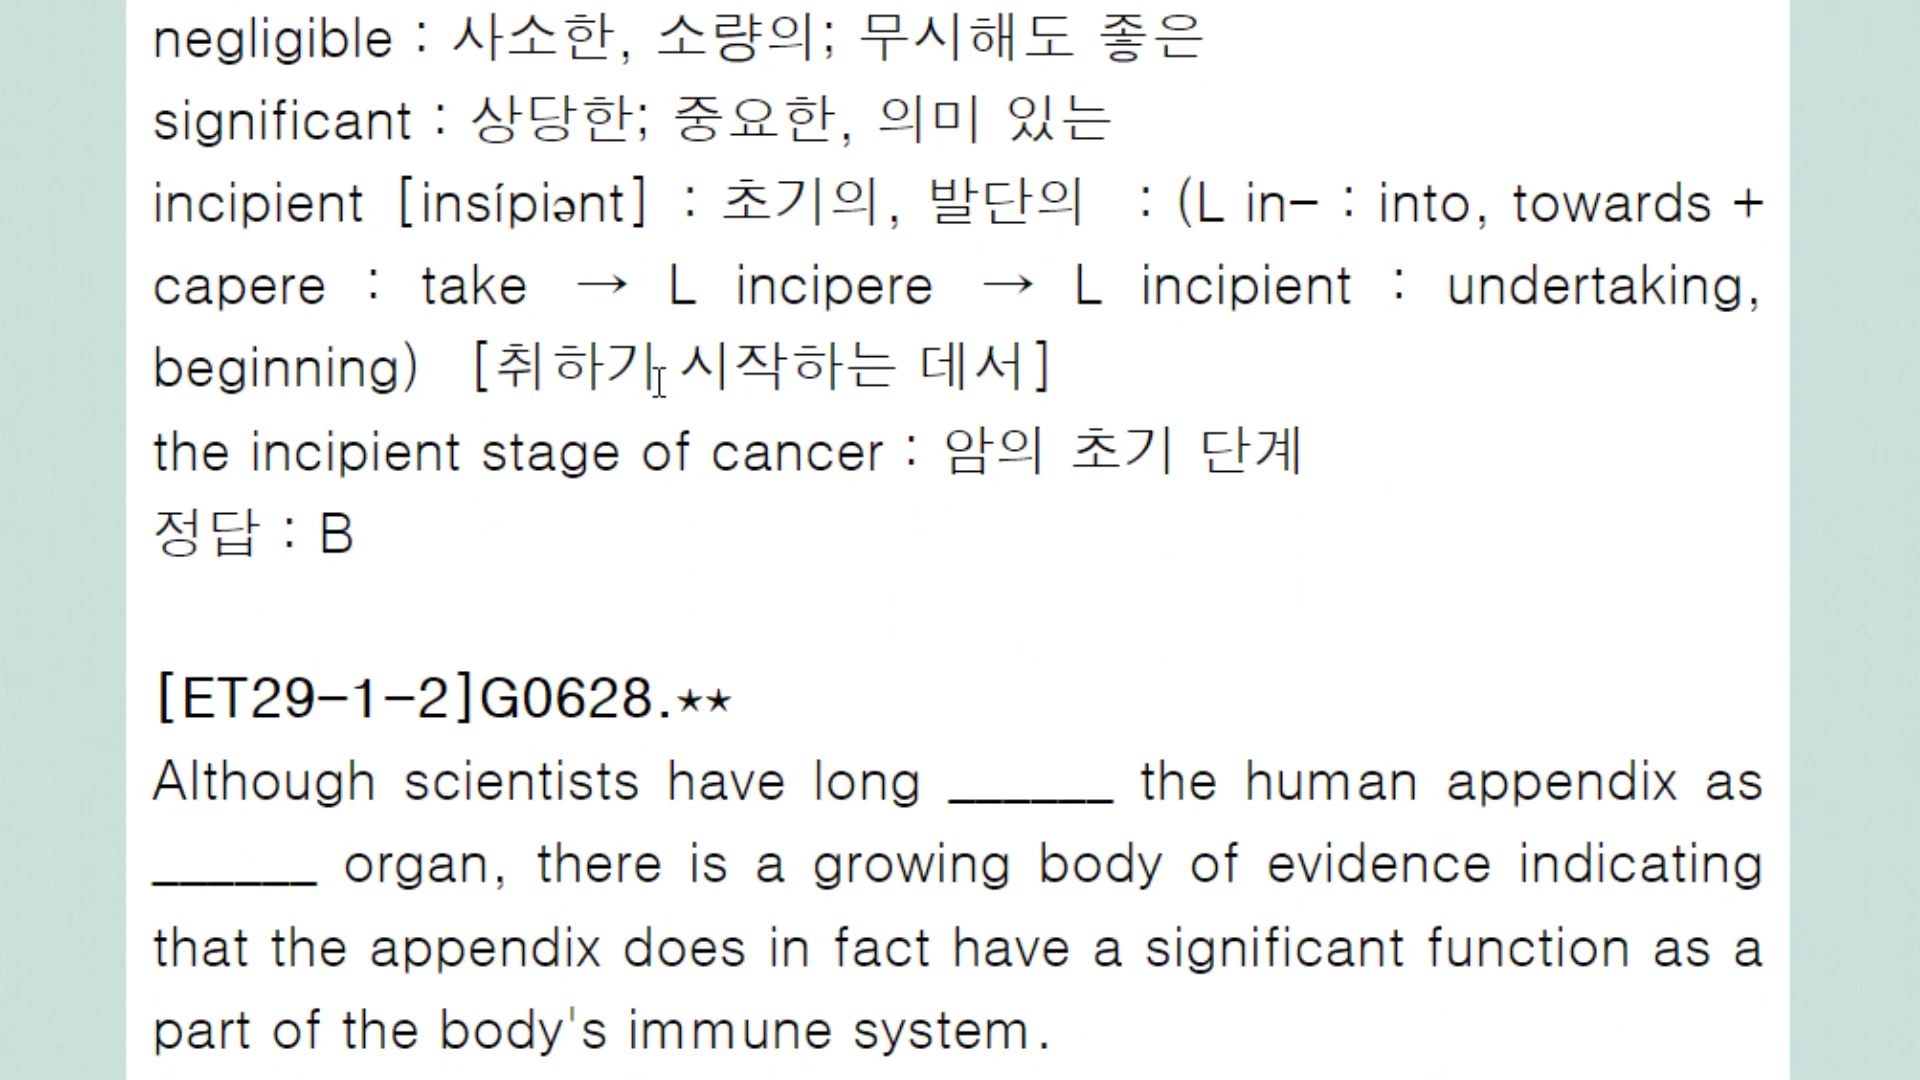 negligible : 사소한, 소량의; 무시해도 좋은
significant : 상당한; 중요한, 의미 있는
incipient [insípiənt] : 초기의, 발단의 : (L in- : into, towards +
capere : take → L incipere → L incipient : undertaking,
beginning) [취하기 시작하는 데서]
the incipient stage of cancer : 암의 초기 단계
정답 : B
[ET29-1-2]G0628.★★
Although scientists have long ______ the human appendix as
______ organ, there is a growing body of evidence indicating
that the appendix does in fact have a significant function as a
part of the body's immune system.